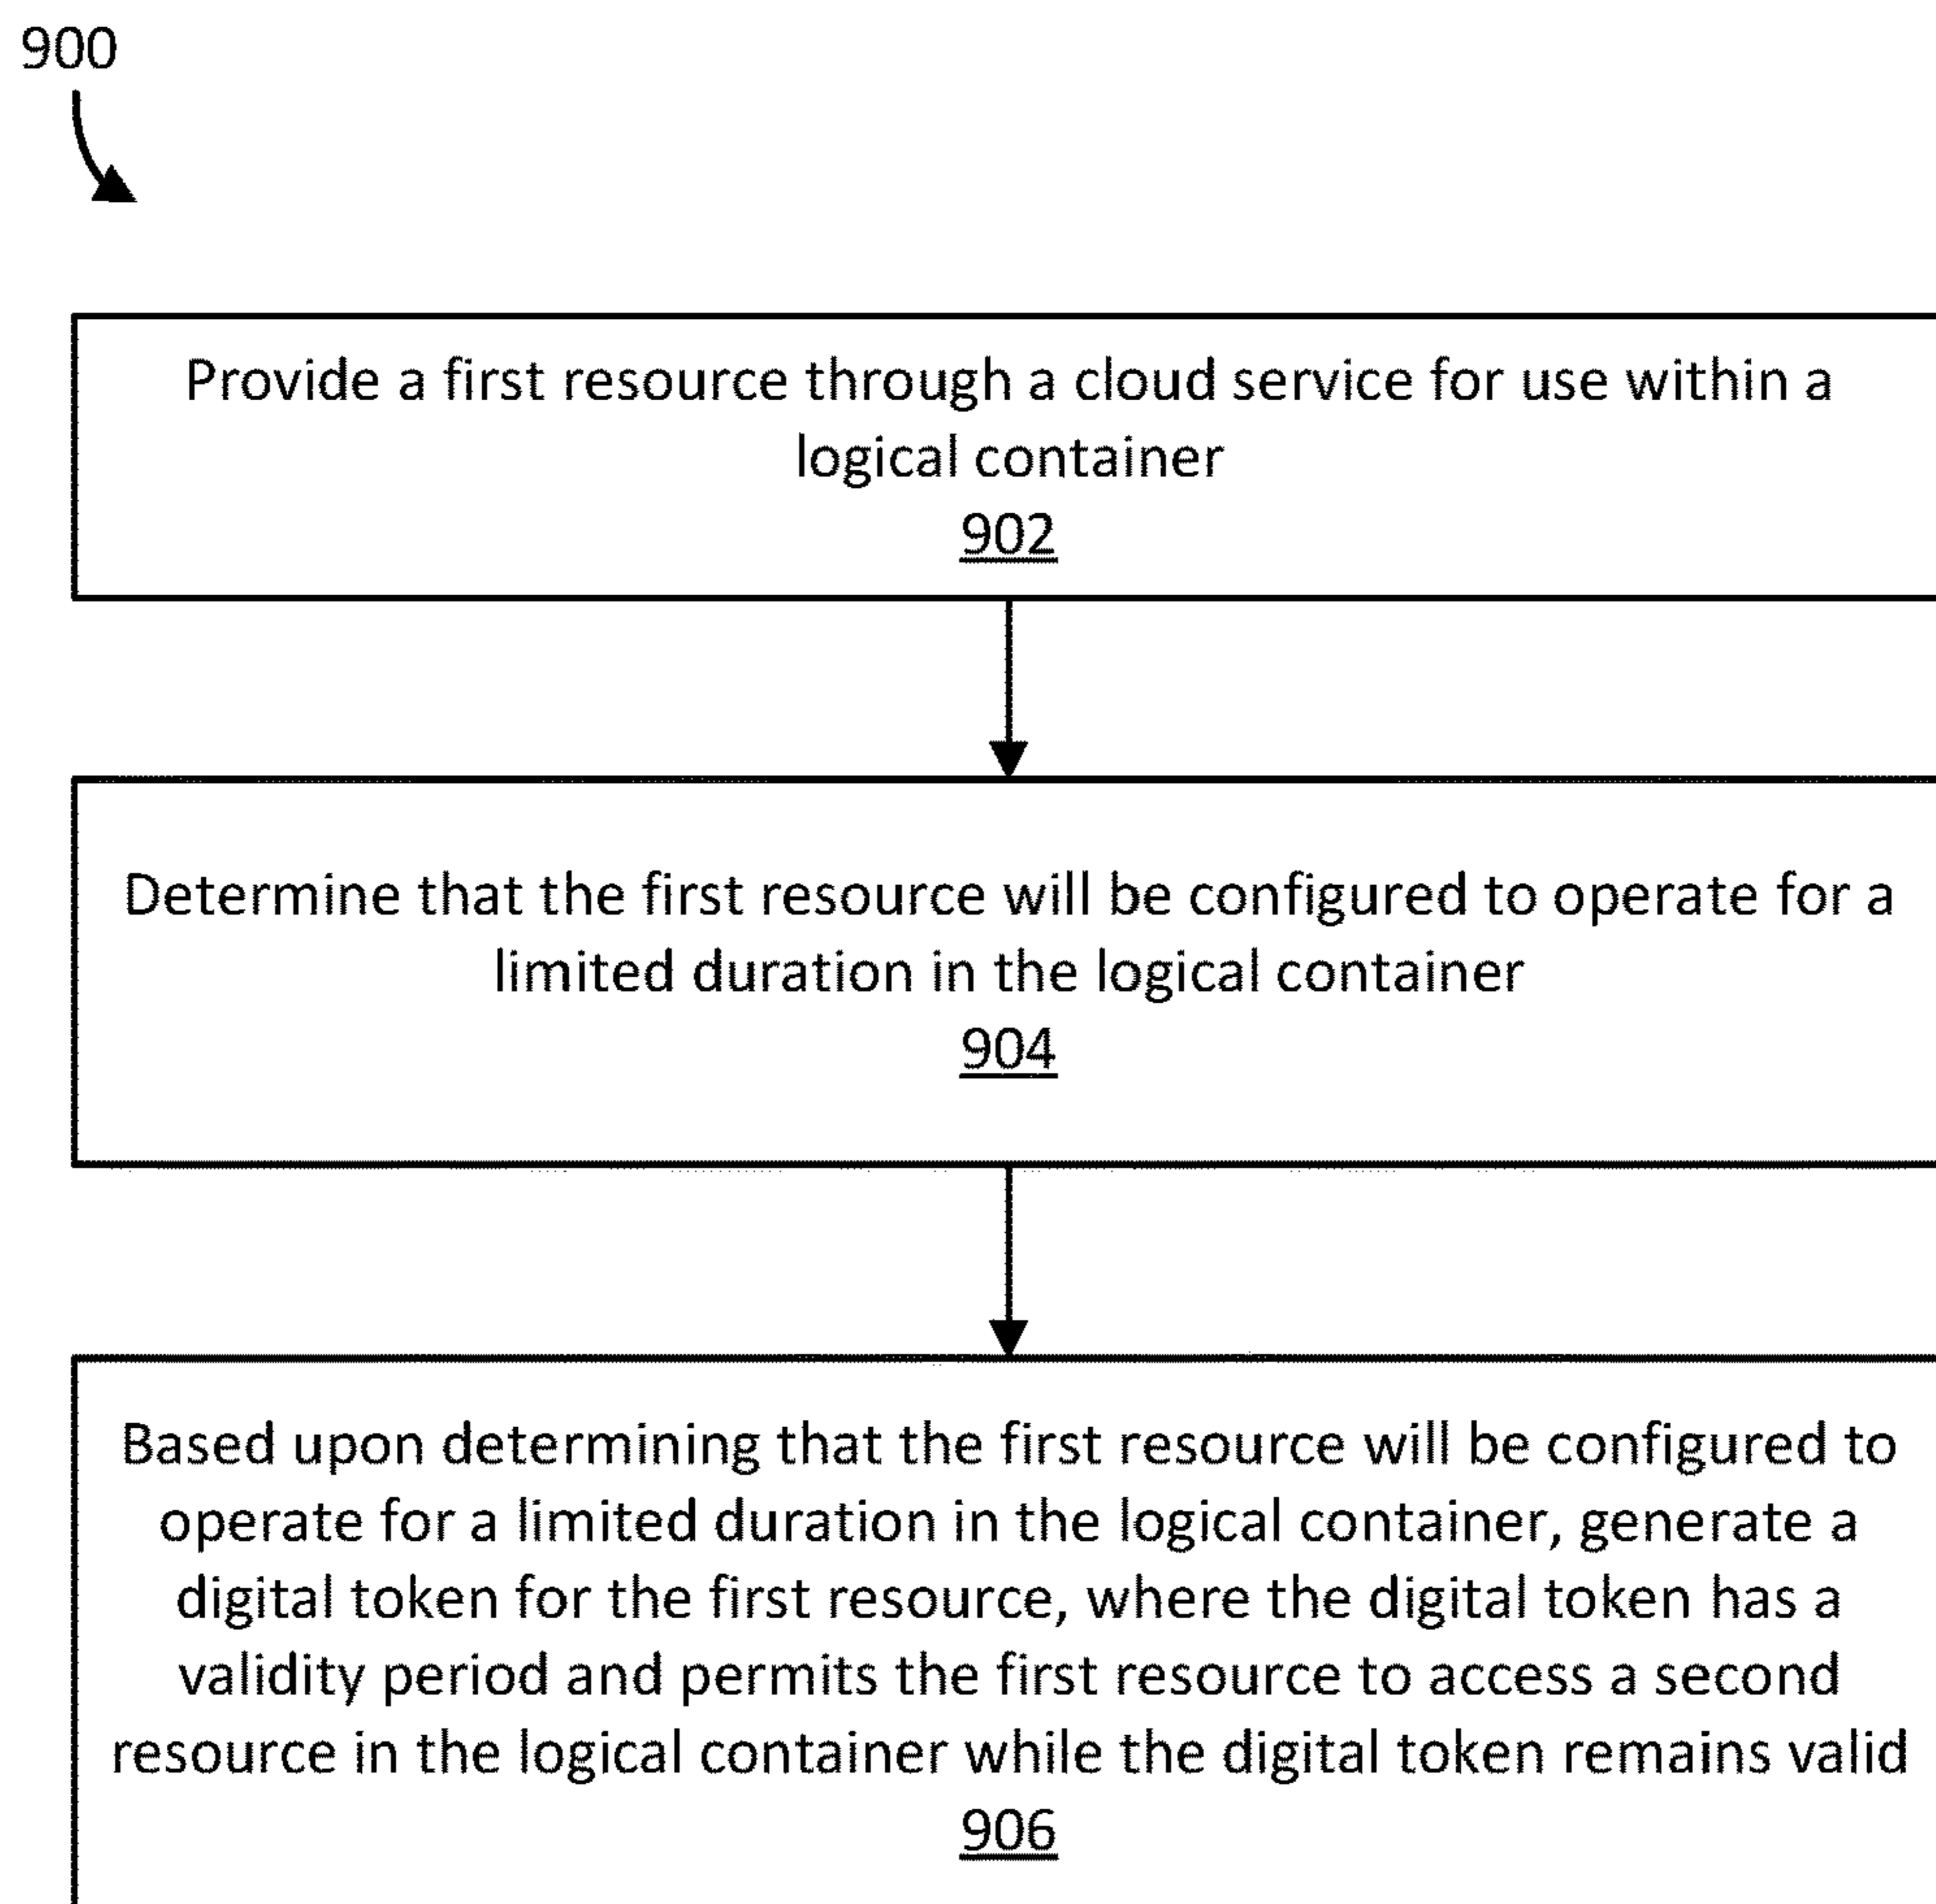 900
Provide a first resource through a cloud service for use within a
logical container
902
Determine that the first resource will be configured to operate for a
limited duration in the logical container
904
Based upon determining that the first resource will be configured to
operate for a limited duration in the logical container, generate a
digital token for the first resource, where the digital token has a
validity period and permits the first resource to access a second
resource in the logical container while the digital token remains valid
906